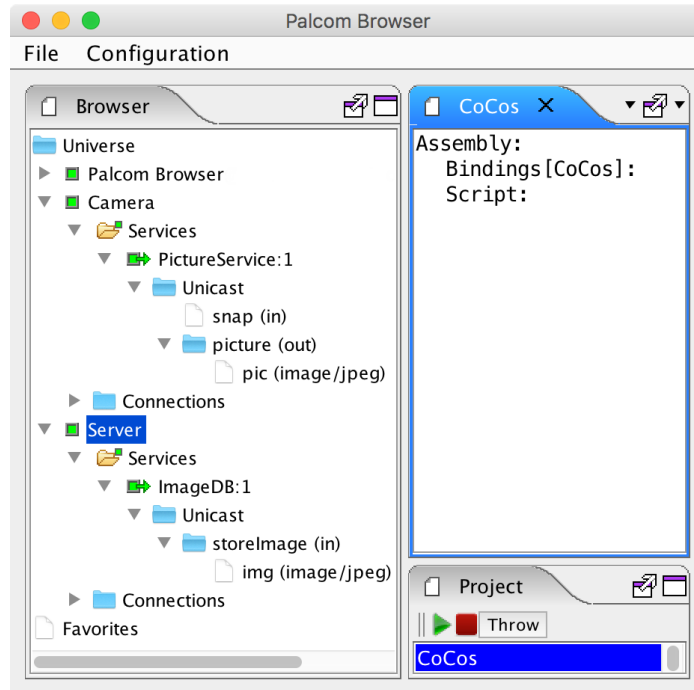 Palcom Browser
File Configuration
Browser
Universe
Palcom Browser
Camera
Services
PictureService:1
Unicast
snap (in)
picture (out)
pic (image/jpeg)
Connections
Server
Services
ImageDB:1
Unicast
storeImage (in)
img (image/jpeg)
Connections
Favorites
CoCos X
Assembly:
Bindings[CoCos]:
Script:
Project
Throw
CoCos